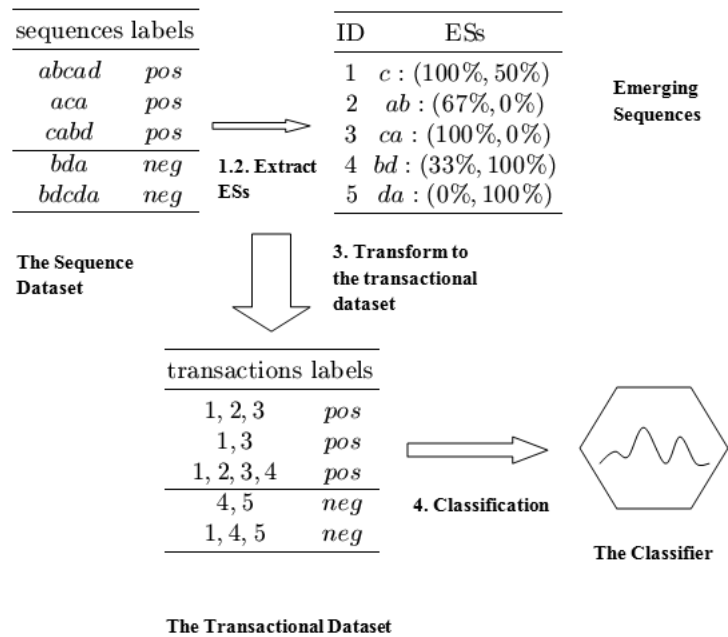 sequences labels
abcad pos
aca pos
cabd pos
bda neg
bdcda neg
The Sequence
Dataset
1.2. Extract
ESs
ID ESs
1 c : (100%, 50%)
2 ab : (67%, 0%)
3 ca : (100%, 0%)
4 bd : (33%, 100%)
5 da : (0%, 100%)
Emerging
Sequences
3. Transform to
the transactional
dataset
transactions labels
1, 2, 3 pos
1, 3 pos
1, 2, 3, 4 pos
4, 5 neg
1, 4, 5 neg
4. Classification
The Classifier
The Transactional Dataset